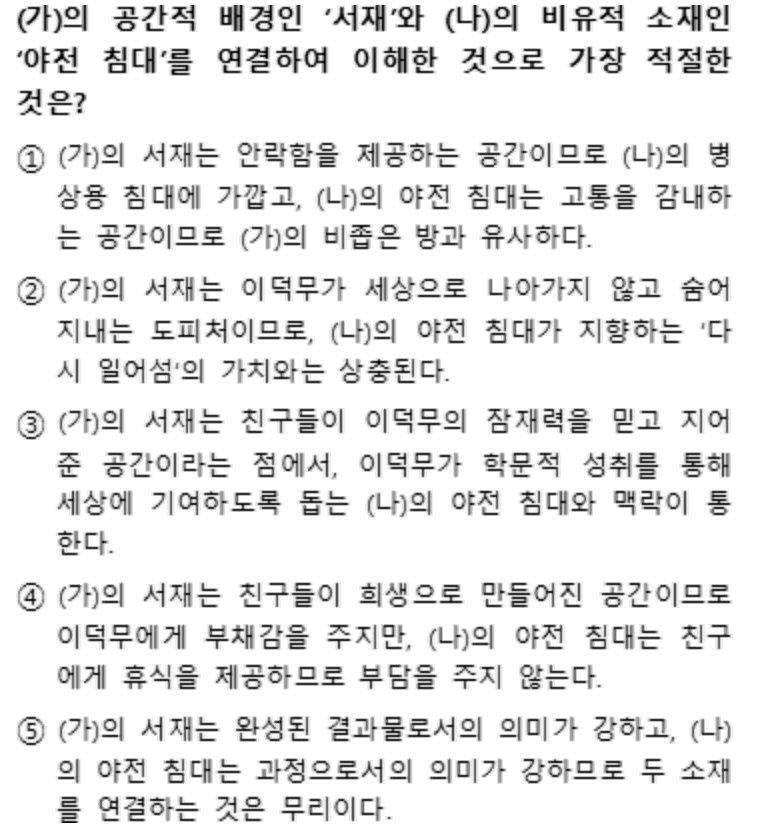 (가)의 공간적 배경인 '서재'와 (나)의 비유적 소재인
'야전 침대'를 연결하여 이해한 것으로 가장 적절한
것은?
① (가)의 서재는 안락함을 제공하는 공간이므로 (나)의 병
상용 침대에 가깝고, (나)의 야전 침대는 고통을 감내하
는 공간이므로 (가)의 비좁은 방과 유사하다.
② (가)의 서재는 이덕무가 세상으로 나아가지 않고 숨어
지내는 도피처이므로, (나)의 야전 침대가 지향하는 '다
시 일어섬'의 가치와는 상충된다.
③ (가)의 서재는 친구들이 이덕무의 잠재력을 믿고 지어
준 공간이라는 점에서, 이덕무가 학문적 성취를 통해
세상에 기여하도록 돕는 (나)의 야전 침대와 맥락이 통
한다.
④ (가)의 서재는 친구들이 희생으로 만들어진 공간이므로
이덕무에게 부채감을 주지만, (나)의 야전 침대는 친구
에게 휴식을 제공하므로 부담을 주지 않는다.
⑤ (가)의 서재는 완성된 결과물로서의 의미가 강하고, (나)
의 야전 침대는 과정으로서의 의미가 강하므로 두 소재
를 연결하는 것은 무리이다.